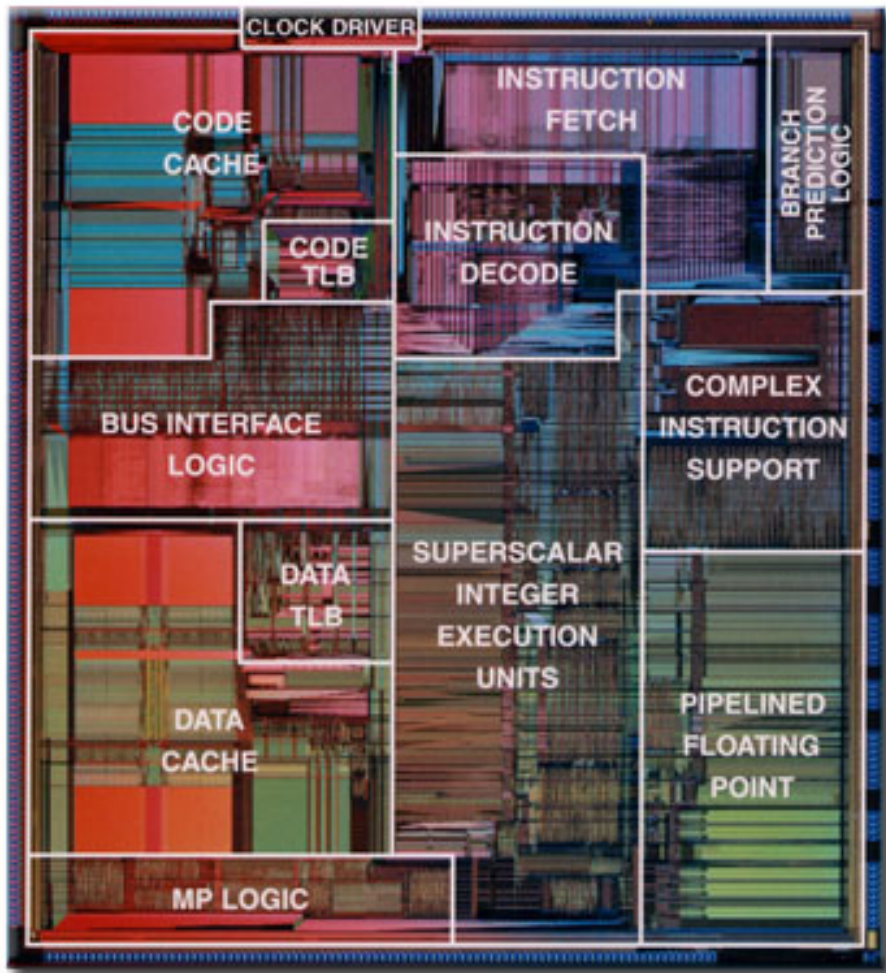 CLOCK DRIVER
CODE
CACHE
INSTRUCTION
FETCH
BRANCH
PREDICTION
LOGIC
CODE
TLB
INSTRUCTION
DECODE
BUS INTERFACE
LOGIC
COMPLEX
INSTRUCTION
SUPPORT
DATA
TLB
SUPERSCALAR
INTEGER
EXECUTION
UNITS
DATA
CACHE
PIPELINED
FLOATING
POINT
MP LOGIC